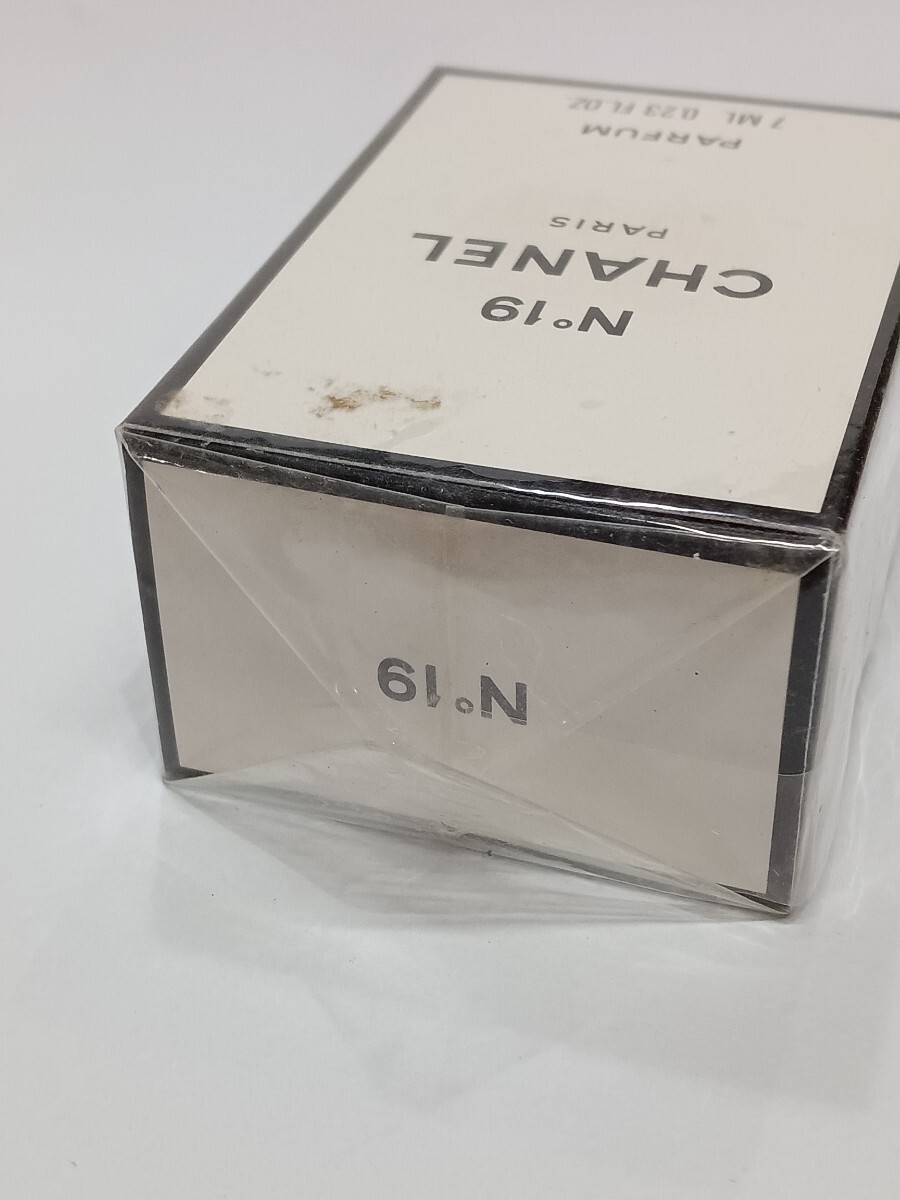 N°19
CHANEL
PARIS
PARFUM
7 ML 0.23 FL.OZ.
N°19